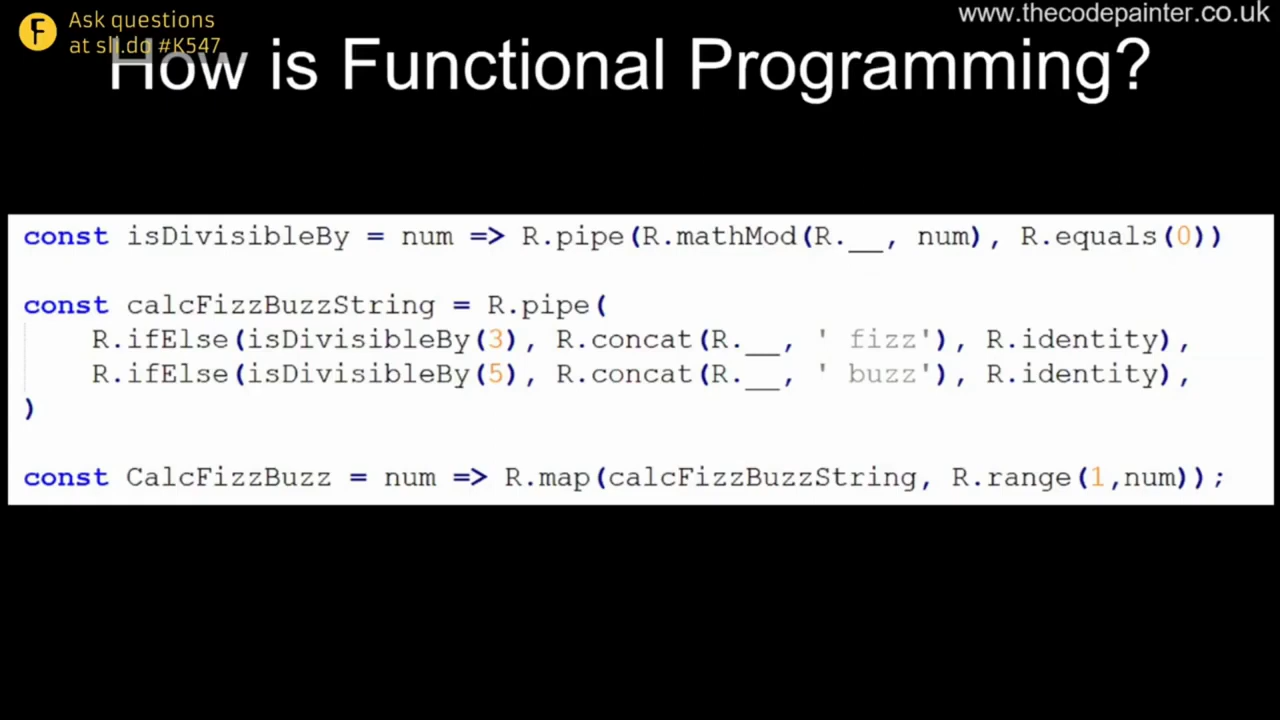 Ask questions
at sli.do #K547
www.thecodepainter.co.uk
How is Functional Programming?
const isDivisibleBy = num => R.pipe(R.mathMod(R.__, num), R.equals(0))
const calcFizzBuzzString = R.pipe(
R.ifElse(isDivisibleBy(3), R.concat(R.__, ' fizz'), R.identity),
R.ifElse(isDivisibleBy(5), R.concat(R.__, ' buzz'), R.identity),
)
const CalcFizzBuzz = num => R.map(calcFizzBuzzString, R.range(1,num));